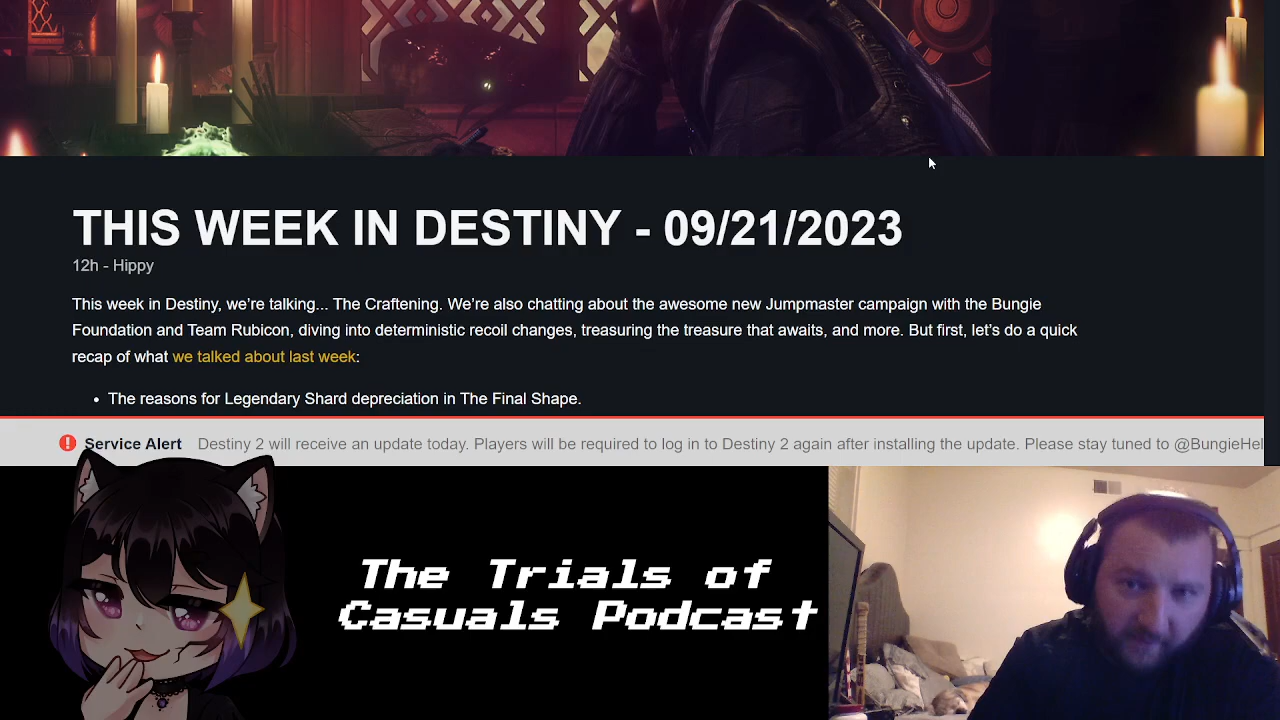 THIS WEEK IN DESTINY - 09/21/2023
12h - Hippy
This week in Destiny, we're talking... The Craftening. We're also chatting about the awesome new Jumpmaster campaign with the Bungie
Foundation and Team Rubicon, diving into deterministic recoil changes, treasuring the treasure that awaits, and more. But first, let's do a quick
recap of what we talked about last week:
• The reasons for Legendary Shard depreciation in The Final Shape.
Service Alert Destiny 2 will receive an update today. Players will be required to log in to Destiny 2 again after installing the update. Please stay tuned to @BungieHel
The Trials of
Casuals Podcast